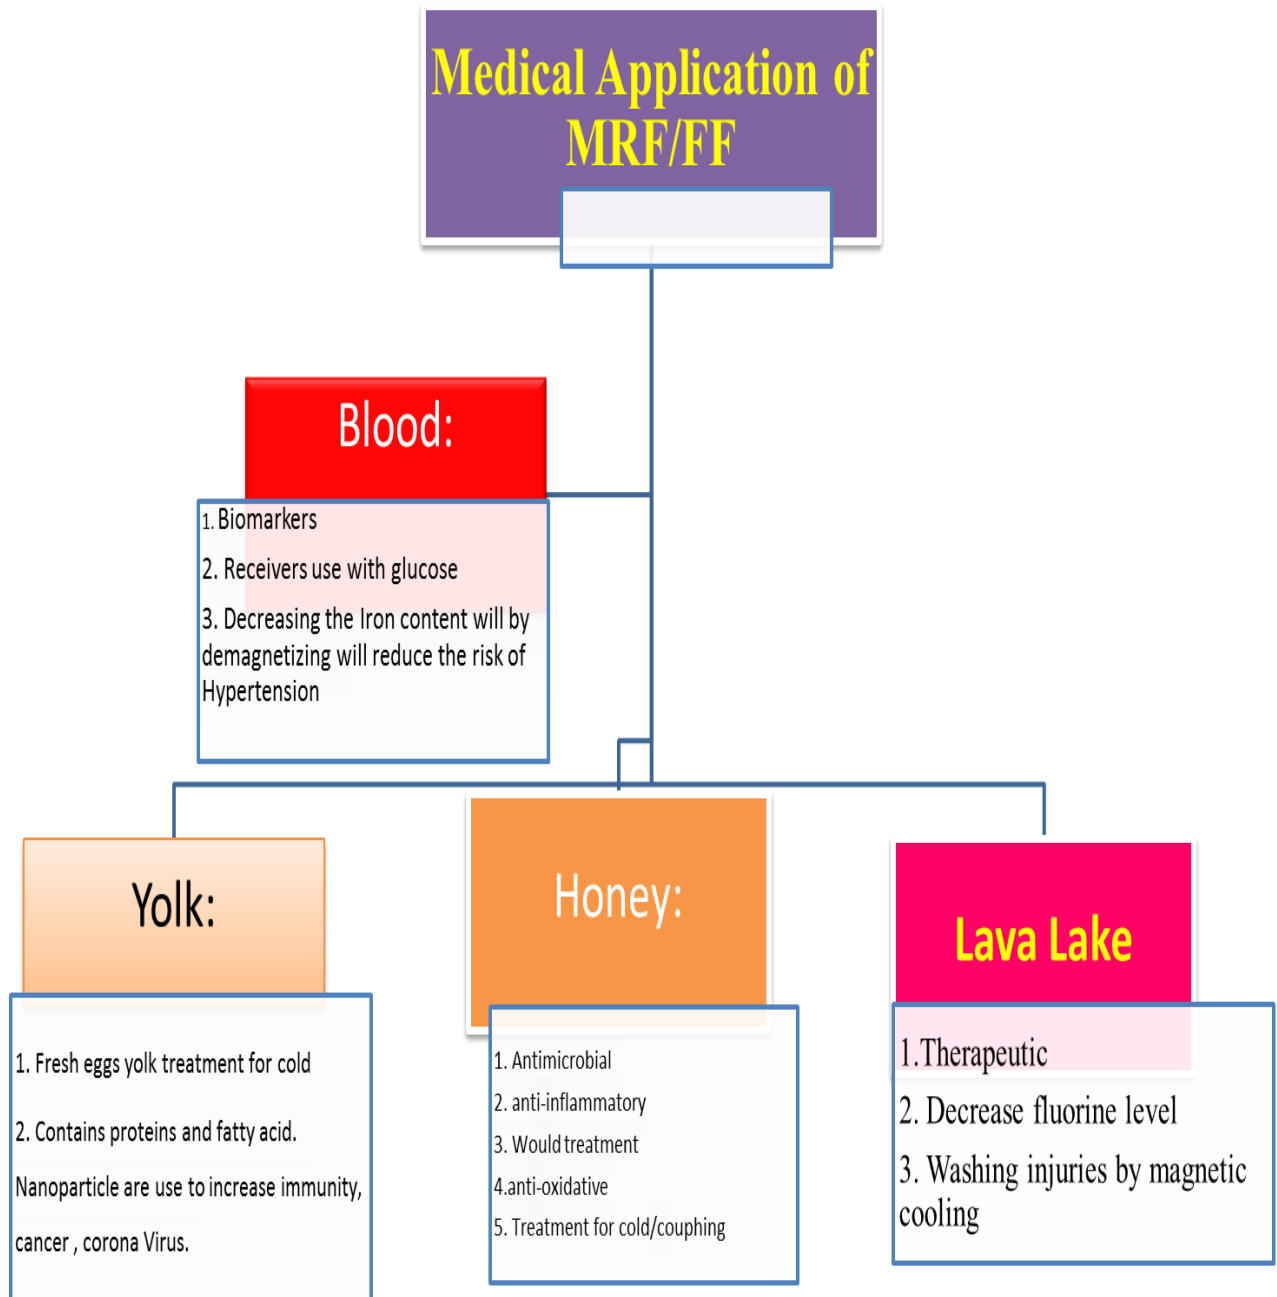 Medical Application of
MRF/FF
Blood:
1. Biomarkers
2. Receivers use with glucose
3. Decreasing the Iron content will by
demagnetizing will reduce the risk of
Hypertension
Yolk:
1. Fresh eggs yolk treatment for cold
2. Contains proteins and fatty acid.
Nanoparticle are use to increase immunity,
cancer , corona Virus.
Honey:
1. Antimicrobial
2. anti-inflammatory
3. Would treatment
4.anti-oxidative
5. Treatment for cold/couphing
Lava Lake
1.Therapeutic
2. Decrease fluorine level
3. Washing injuries by magnetic
cooling